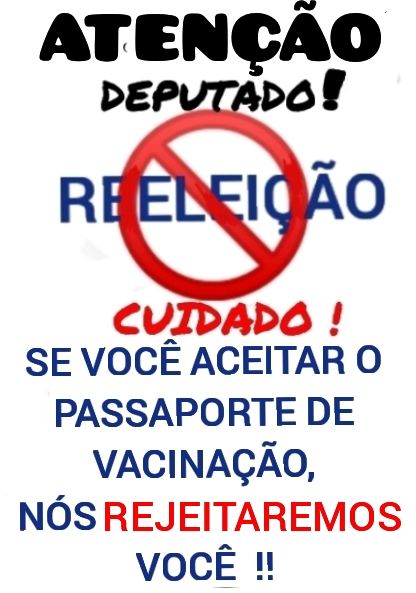 ATENÇÃO
DEPUTADO!
REELEIÇÃO
CUIDADO !
SE VOCÊ ACEITAR O
PASSAPORTE DE
VACINAÇÃO,
NÓS REJEITAREMOS
VOCÊ !!